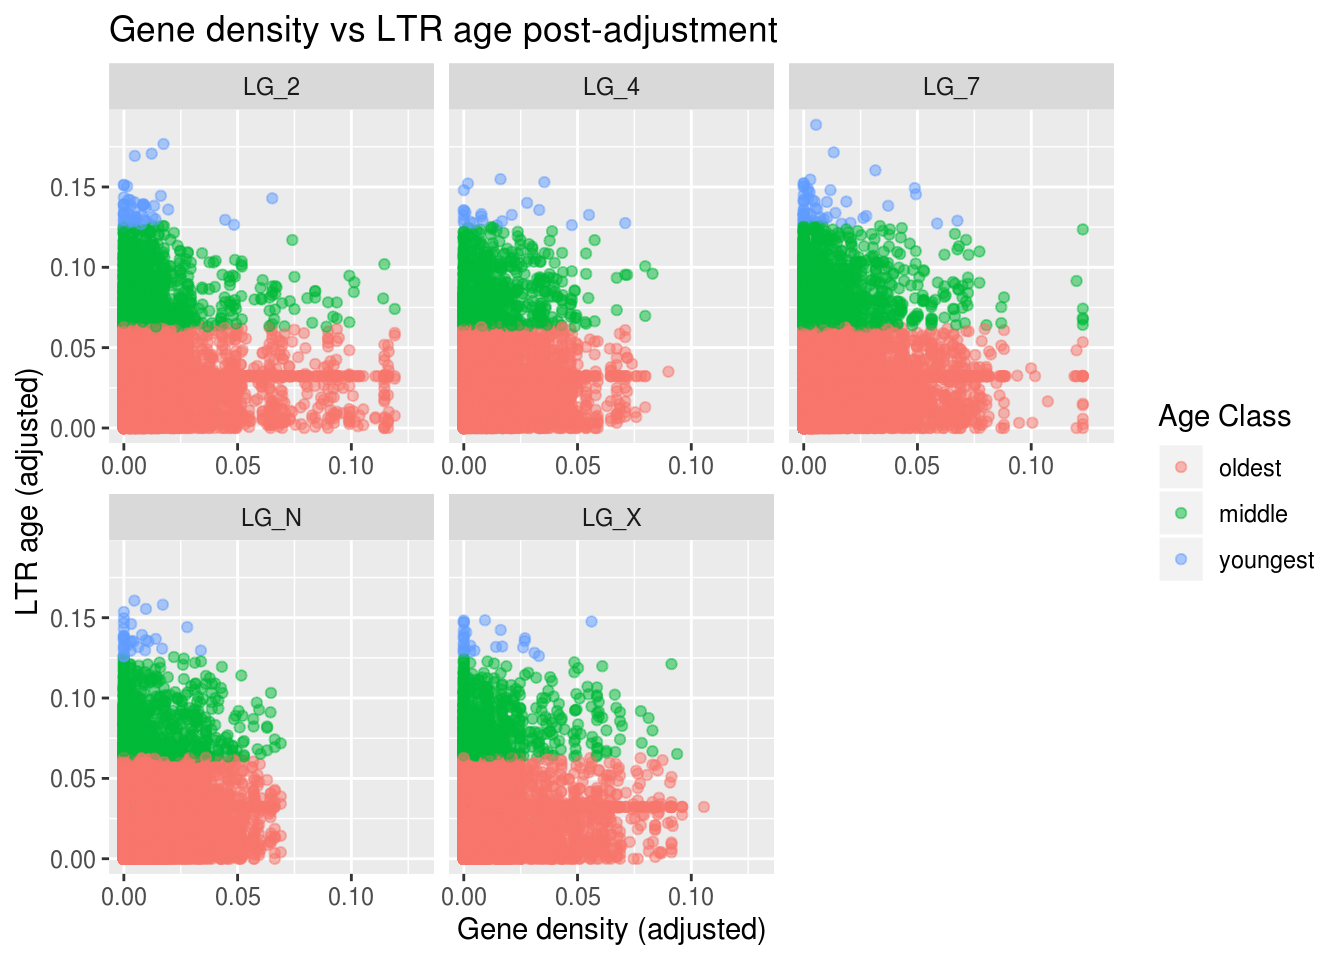 Gene density vs LTR age post-adjustment
LG_2
LG_4
LG_7
0.15
0.10
0.05
0.00
0.00 0.05 0.10
0.00 0.05 0.10
0.00 0.05 0.10
LG_N
LG_X
0.15
0.10
0.05
0.00
0.00 0.05 0.10
0.00 0.05 0.10
Gene density (adjusted)
LTR age (adjusted)
Age Class
oldest
middle
youngest